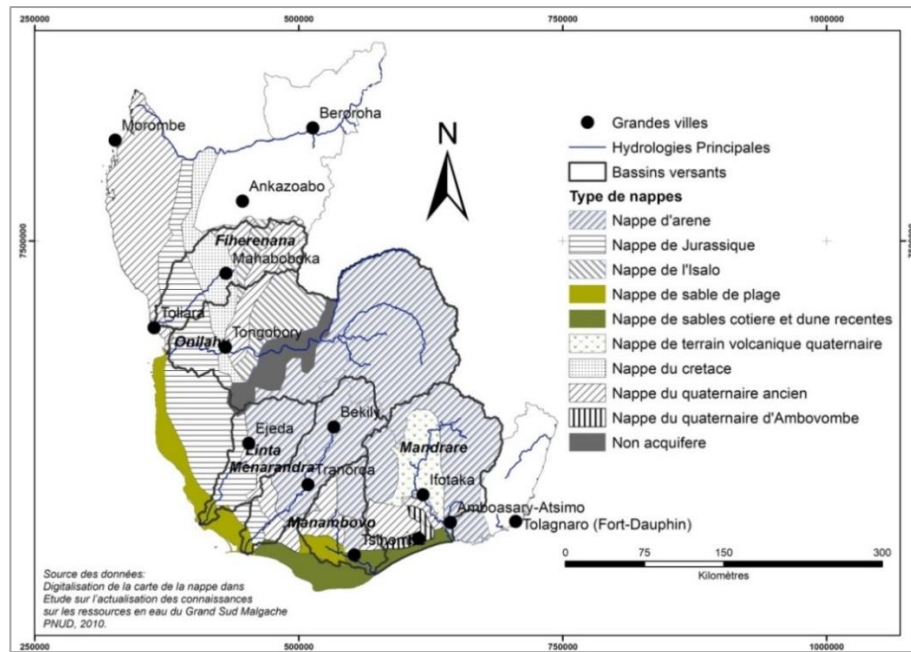 250000
500000
750000
1000000
Morombe
Beroroha
Ankazoabo
N
Grandes villes
Hydrologies Principales
Bassins versants
Type de nappes
Nappe d'arene
Nappe de Jurassique
Nappe de l'Isalo
Nappe de sable de plage
Nappe de sables cotiere et dune recentes
Nappe de terrain volcanique quaternaire
Nappe du cretace
Nappe du quaternaire ancien
Nappe du quaternaire d'Ambovombe
Non acquifere
7500000
Fiherenana
Mahaboboka
Toliara
Onilahy
Tongobory
Bekily
Ejeda
Linta
Mandrare
Menarandra
Tranoroa
Ifotaka
Manambovo
Amboasary-Atsimo
Tolagnaro (Fort-Dauphin)
0 75 150 300
Kilomètres
Source des données:
Digitalisation de la carte de la nappe dans
Etude sur l'actualisation des connaissances
sur les ressources en eau du Grand Sud Malgache
PNUD, 2010.
250000
500000
750000
1000000